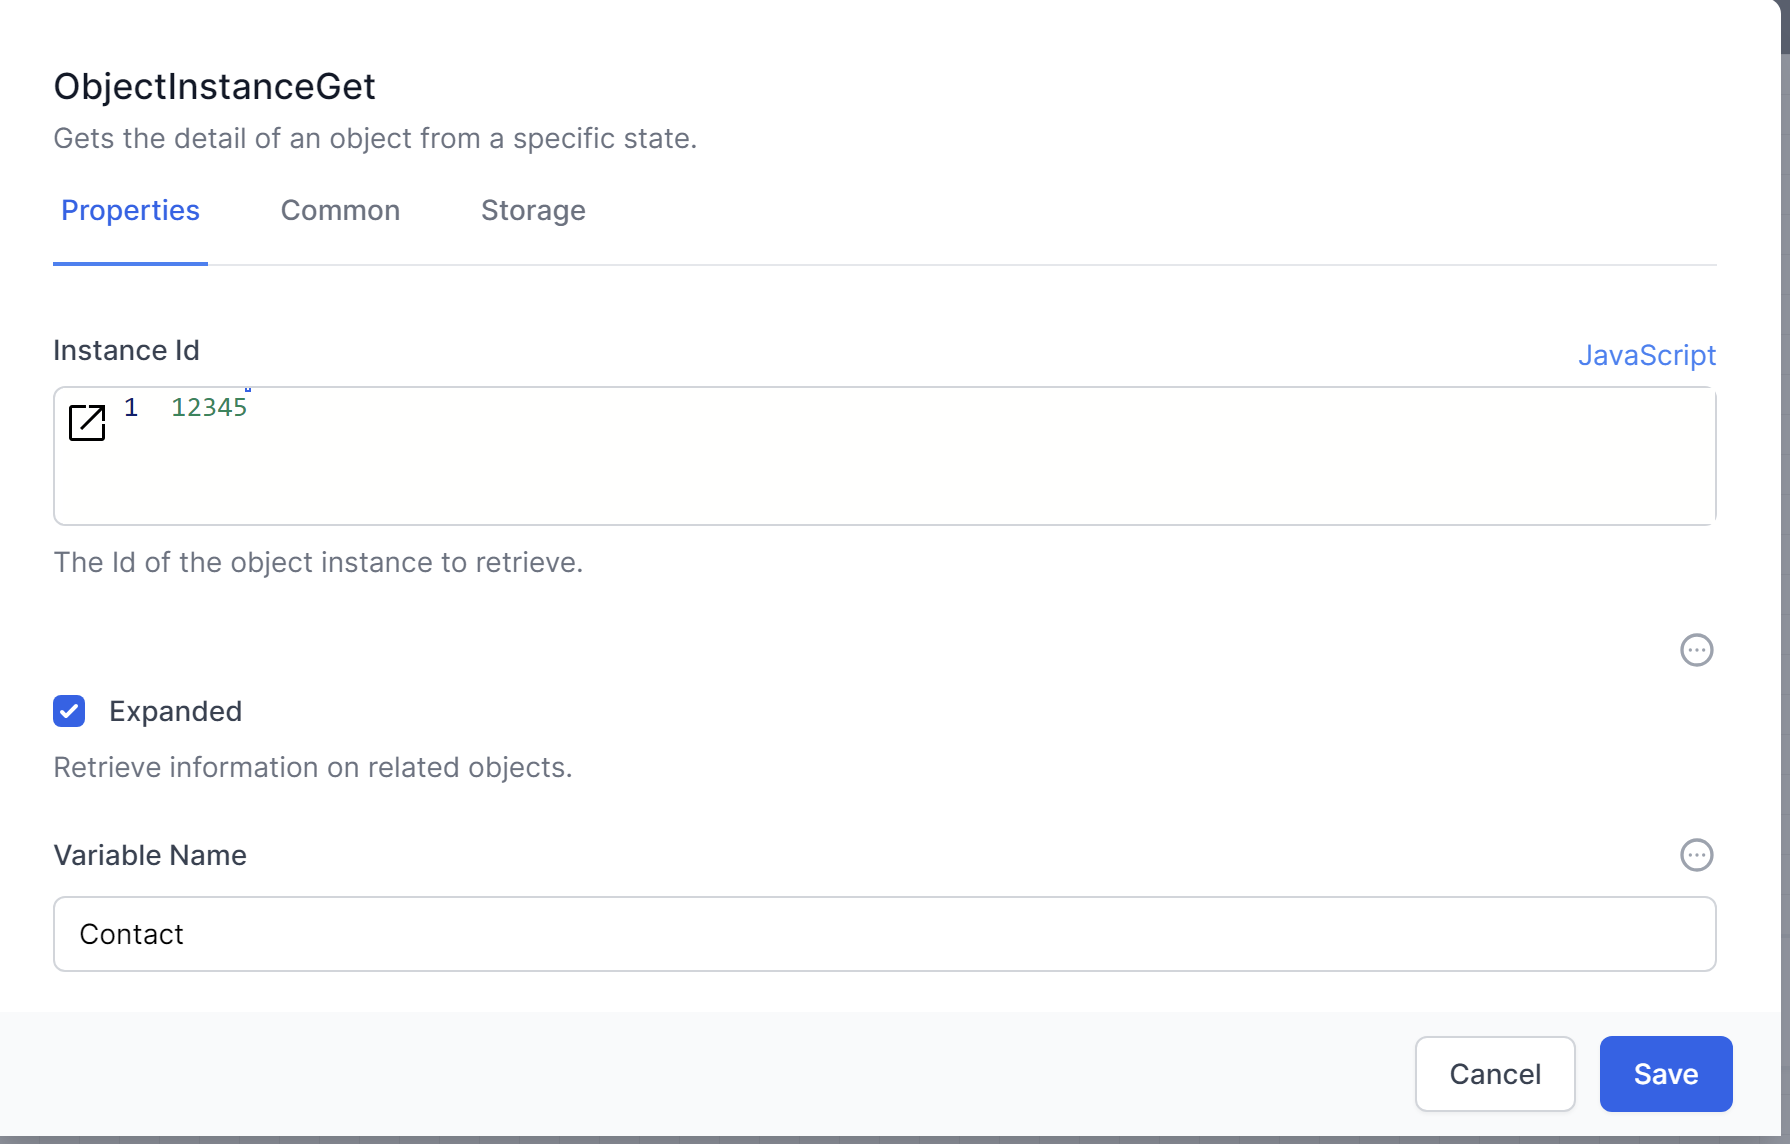 ObjectInstanceGet
Gets the detail of an object from a specific state.
Properties Common Storage
Instance Id JavaScript
1 12345
The Id of the object instance to retrieve.
Expanded
Retrieve information on related objects.
Variable Name
Contact
Cancel Save